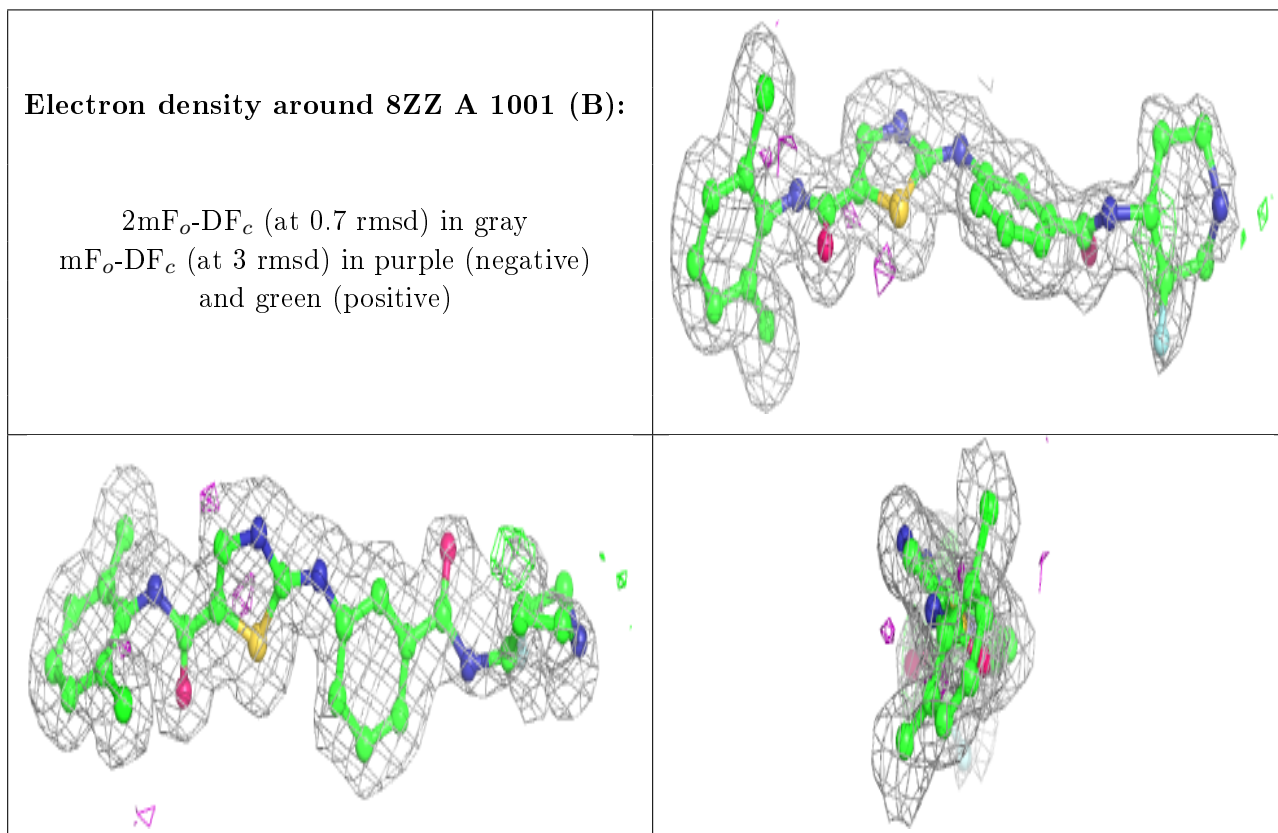 Electron density around 8ZZ A 1001 (B):
2mFₒ-DF𝒸 (at 0.7 rmsd) in gray
mFₒ-DF𝒸 (at 3 rmsd) in purple (negative)
and green (positive)